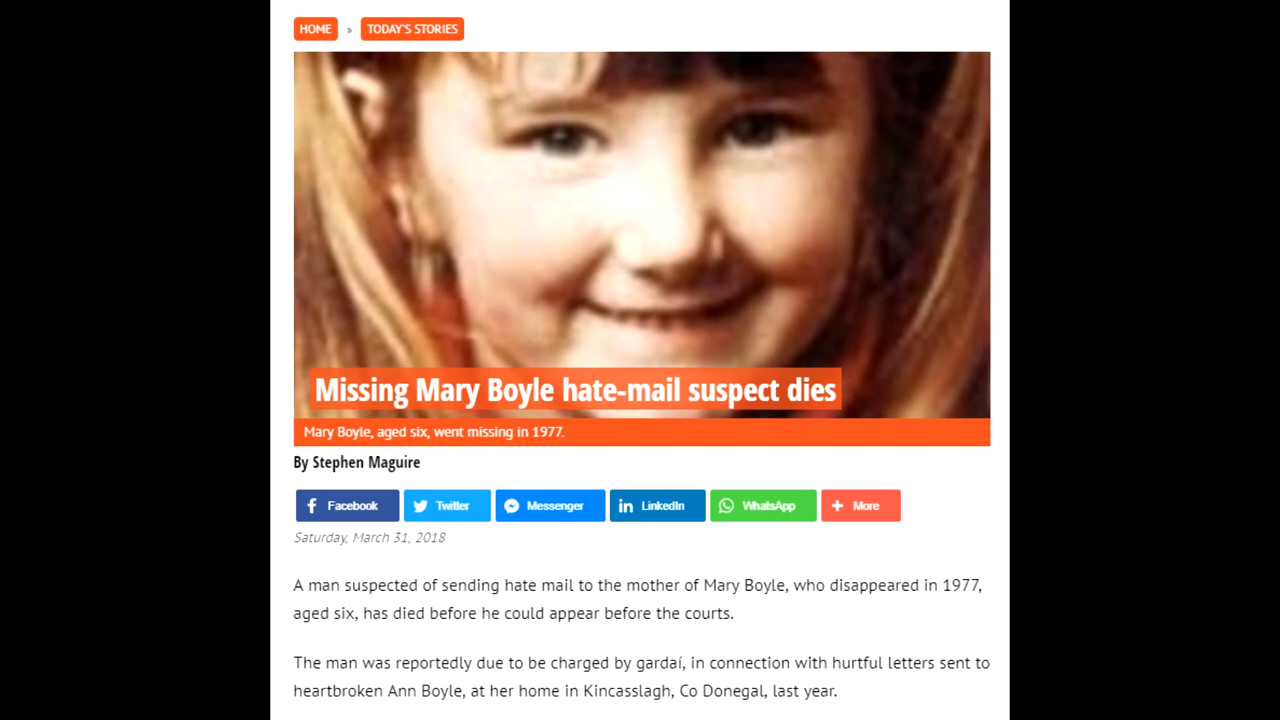 HOME » TODAY'S STORIES
Missing Mary Boyle hate-mail suspect dies
Mary Boyle, aged six, went missing in 1977.
By Stephen Maguire
Facebook Twitter Messenger LinkedIn WhatsApp More
Saturday, March 31, 2018
A man suspected of sending hate mail to the mother of Mary Boyle, who disappeared in 1977,
aged six, has died before he could appear before the courts.
The man was reportedly due to be charged by gardaí, in connection with hurtful letters sent to
heartbroken Ann Boyle, at her home in Kincasslagh, Co Donegal, last year.